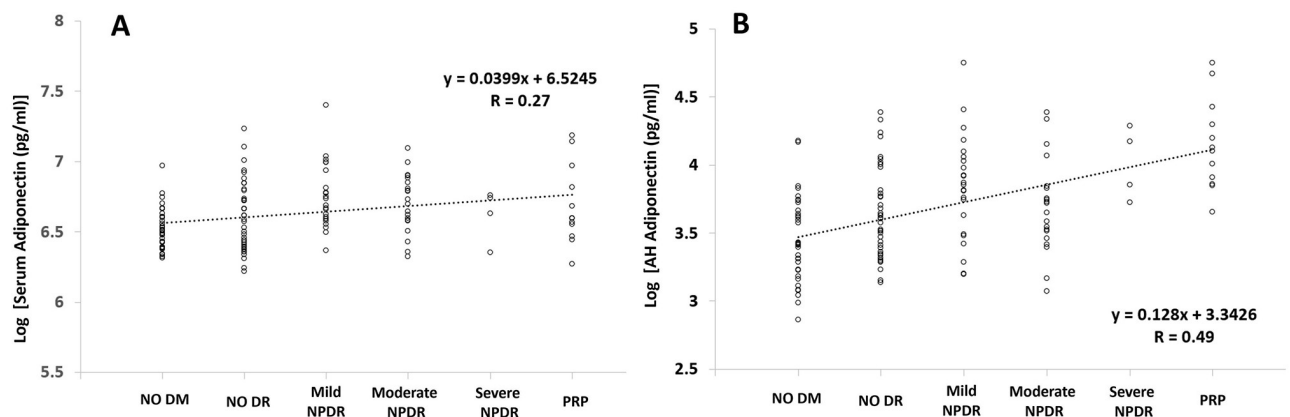 A
8
7.5
7
6.5
6
5.5
Log [Serum Adiponectin (pg/ml)]
y = 0.0399x + 6.5245
R = 0.27
NO DM
NO DR
Mild
NPDR
Moderate
NPDR
Severe
NPDR
PRP
B
5
4.5
4
3.5
3
2.5
Log [AH Adiponectin (pg/ml)]
y = 0.128x + 3.3426
R = 0.49
NO DM
NO DR
Mild
NPDR
Moderate
NPDR
Severe
NPDR
PRP